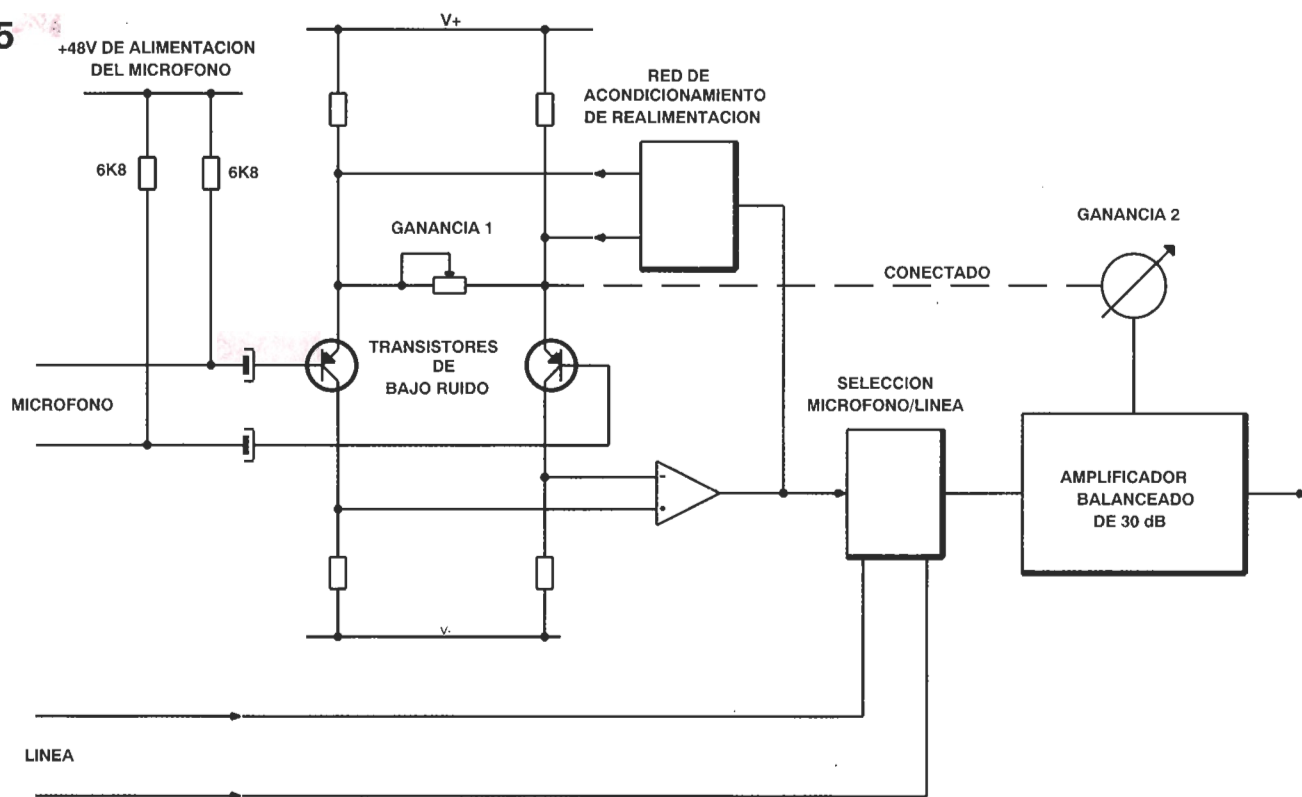 5
V+
+48V DE ALIMENTACION
DEL MICROFONO
RED DE
ACONDICIONAMIENTO
DE REALIMENTACION
6K8
6K8
GANANCIA 1
GANANCIA 2
CONECTADO
TRANSISTORES
DE
BAJO RUIDO
MICROFONO
SELECCION
MICROFONO/LINEA
AMPLIFICADOR
BALANCEADO
DE 30 dB
V-
LINEA